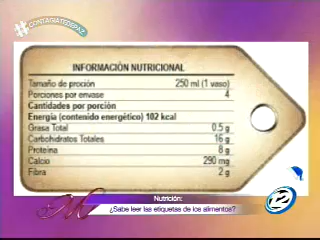 #CONTAGIATEDEPAZ
INFORMACIÓN NUTRICIONAL
Tamaño de proción 250 ml (1 vaso)
Porciones por envase 4
Cantidades por porción
Energía (contenido energético) 102 kcal
Grasa Total 0.5 g
Carbohidratos Totales 16 g
Proteína 8 g
Calcio 290 mg
Fibra 2 g
Nutrición:
¿Sabe leer las etiquetas de los alimentos?
12